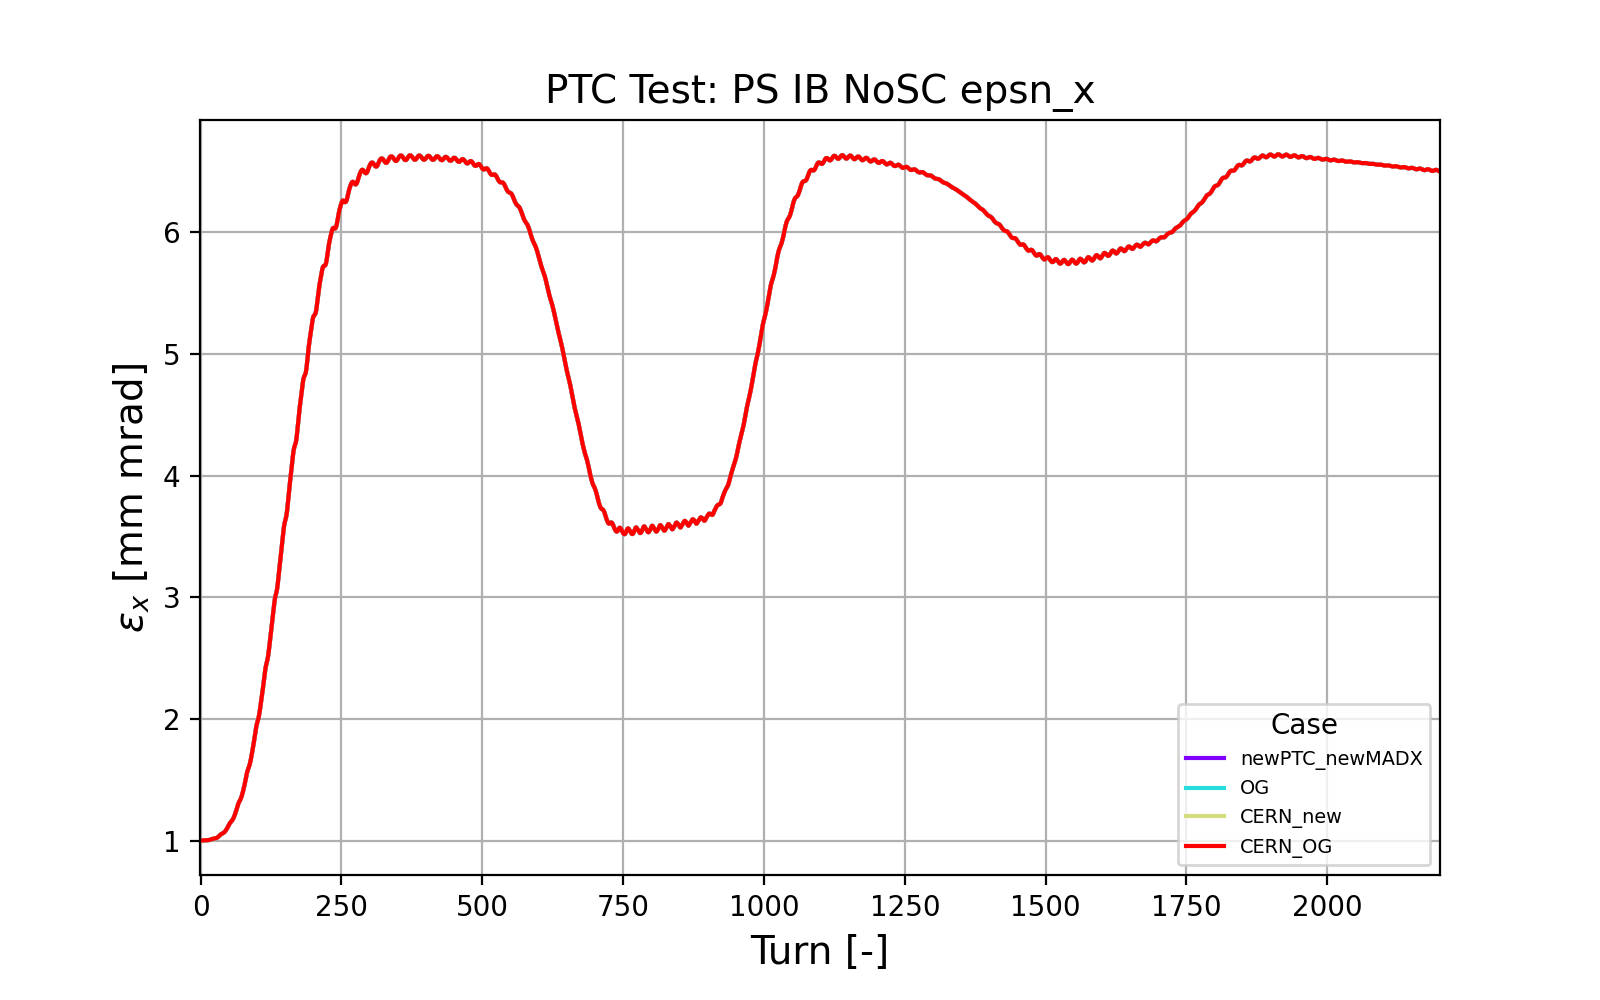 PTC Test: PS IB NoSC epsn_x
εx [mm mrad]
6
5
4
3
2
1
0 250 500 750 1000 1250 1500 1750 2000
Turn [-]
Case
newPTC_newMADX
OG
CERN_new
CERN_OG